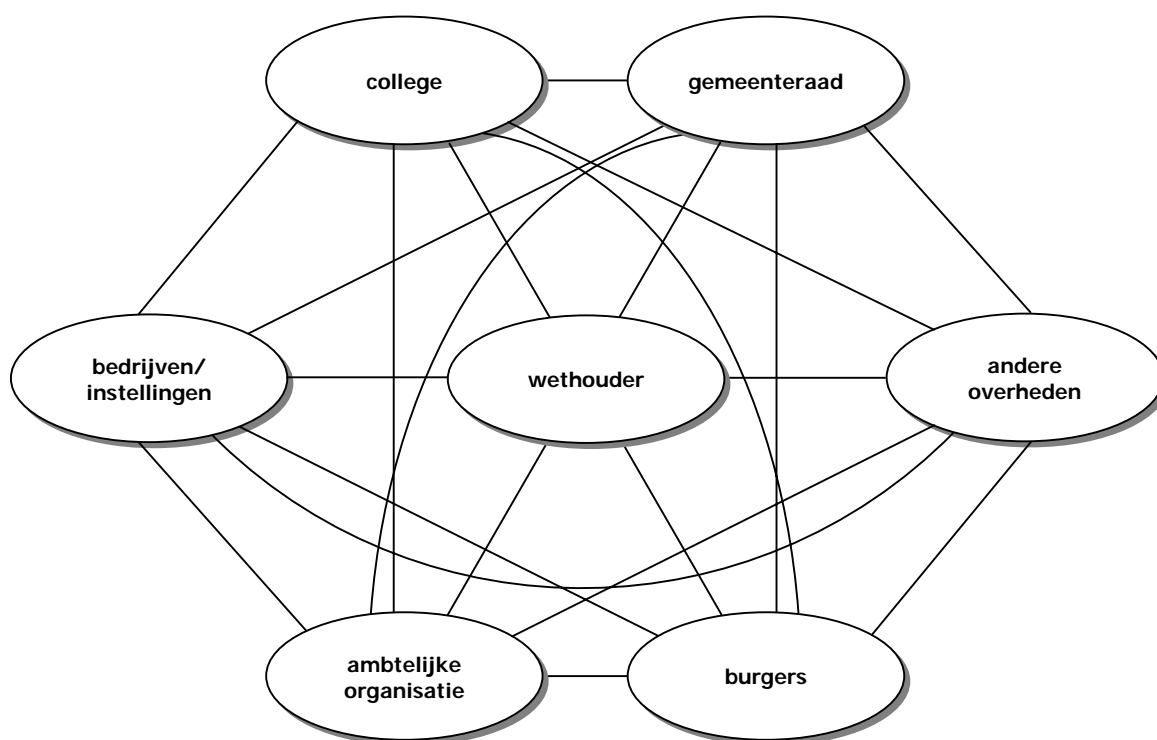 college
gemeenteraad
bedrijven/
instellingen
wethouder
andere
overheden
ambtelijke
organisatie
burgers